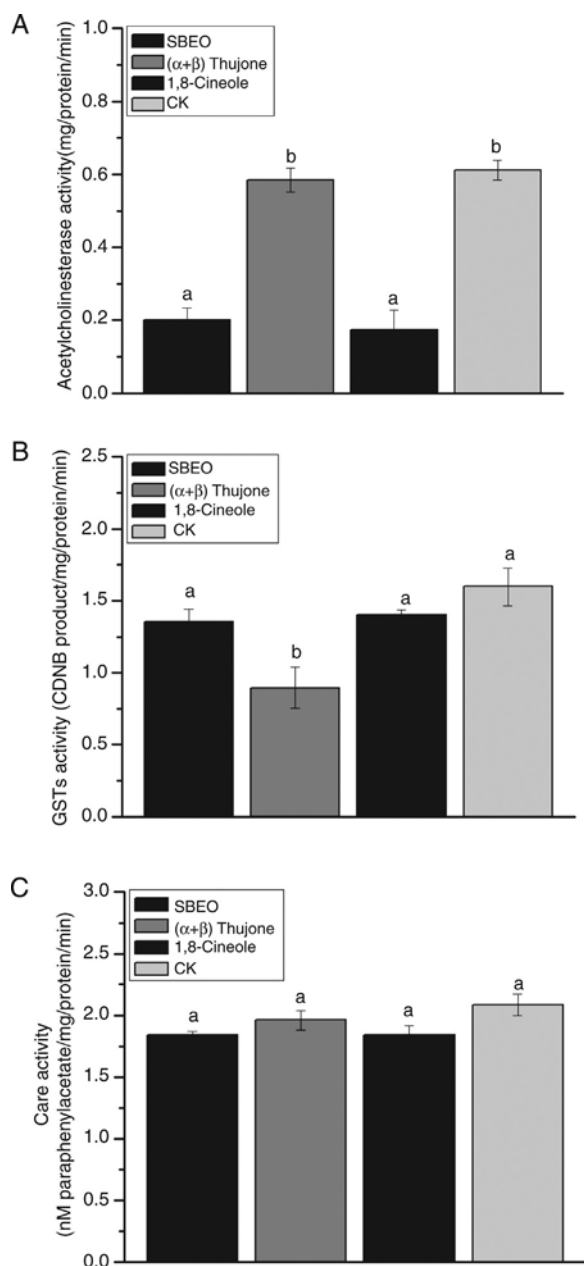 A
Acetylcholinesterase activity(mg/protein/min)
1.0
0.8
0.6
0.4
0.2
0.0
SBEO
(α+β) Thujone
1,8-Cineole
CK
a
b
a
b
B
GSTs activity (CDNB product/mg/protein/min)
2.5
2.0
1.5
1.0
0.5
0.0
SBEO
(α+β) Thujone
1,8-Cineole
CK
a
b
a
a
C
Care activity
(nM paraphenylacetate/mg/protein/min)
3.0
2.5
2.0
1.5
1.0
0.5
0.0
SBEO
(α+β) Thujone
1,8-Cineole
CK
a
a
a
a